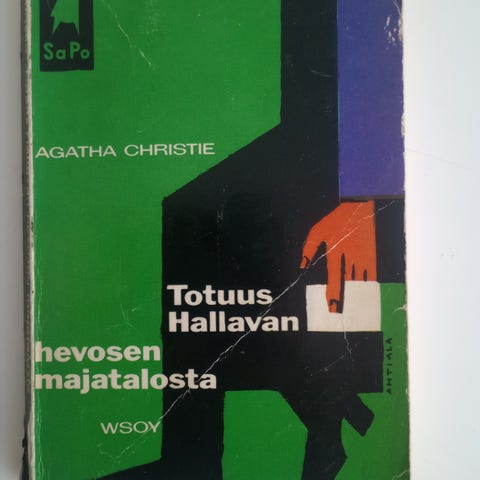 SaPo
AGATHA CHRISTIE
Totuus
Hallavan
hevosen
majatalosta
WSOY
AHTIALA